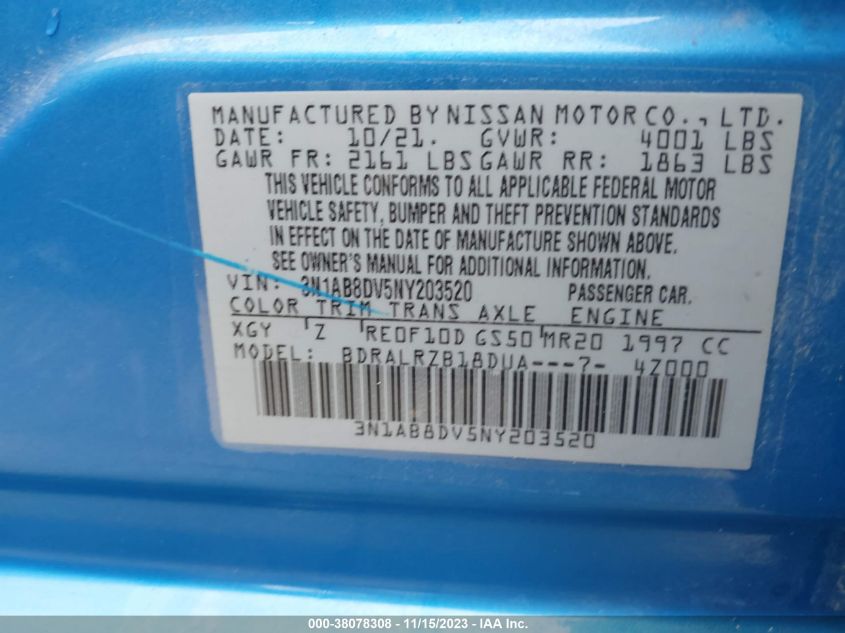 MANUFACTURED BY NISSAN MOTOR CO., LTD.
DATE: 10/21. GVWR: 4001 LBS
GAWR FR: 2161 LBS GAWR RR: 1863 LBS
THIS VEHICLE CONFORMS TO ALL APPLICABLE FEDERAL MOTOR
VEHICLE SAFETY, BUMPER AND THEFT PREVENTION STANDARDS
IN EFFECT ON THE DATE OF MANUFACTURE SHOWN ABOVE.
SEE OWNER'S MANUAL FOR ADDITIONAL INFORMATION.
VIN: 3N1AB8DV5NY203520 PASSENGER CAR.
COLOR TRIM TRANS AXLE ENGINE
XGY Z RE0F10D GS50 MR20 1997 CC
MODEL: BDRALRZB18DUA---7- 4Z000
3N1AB8DV5NY203520
000-38078308 - 11/15/2023 - IAA Inc.